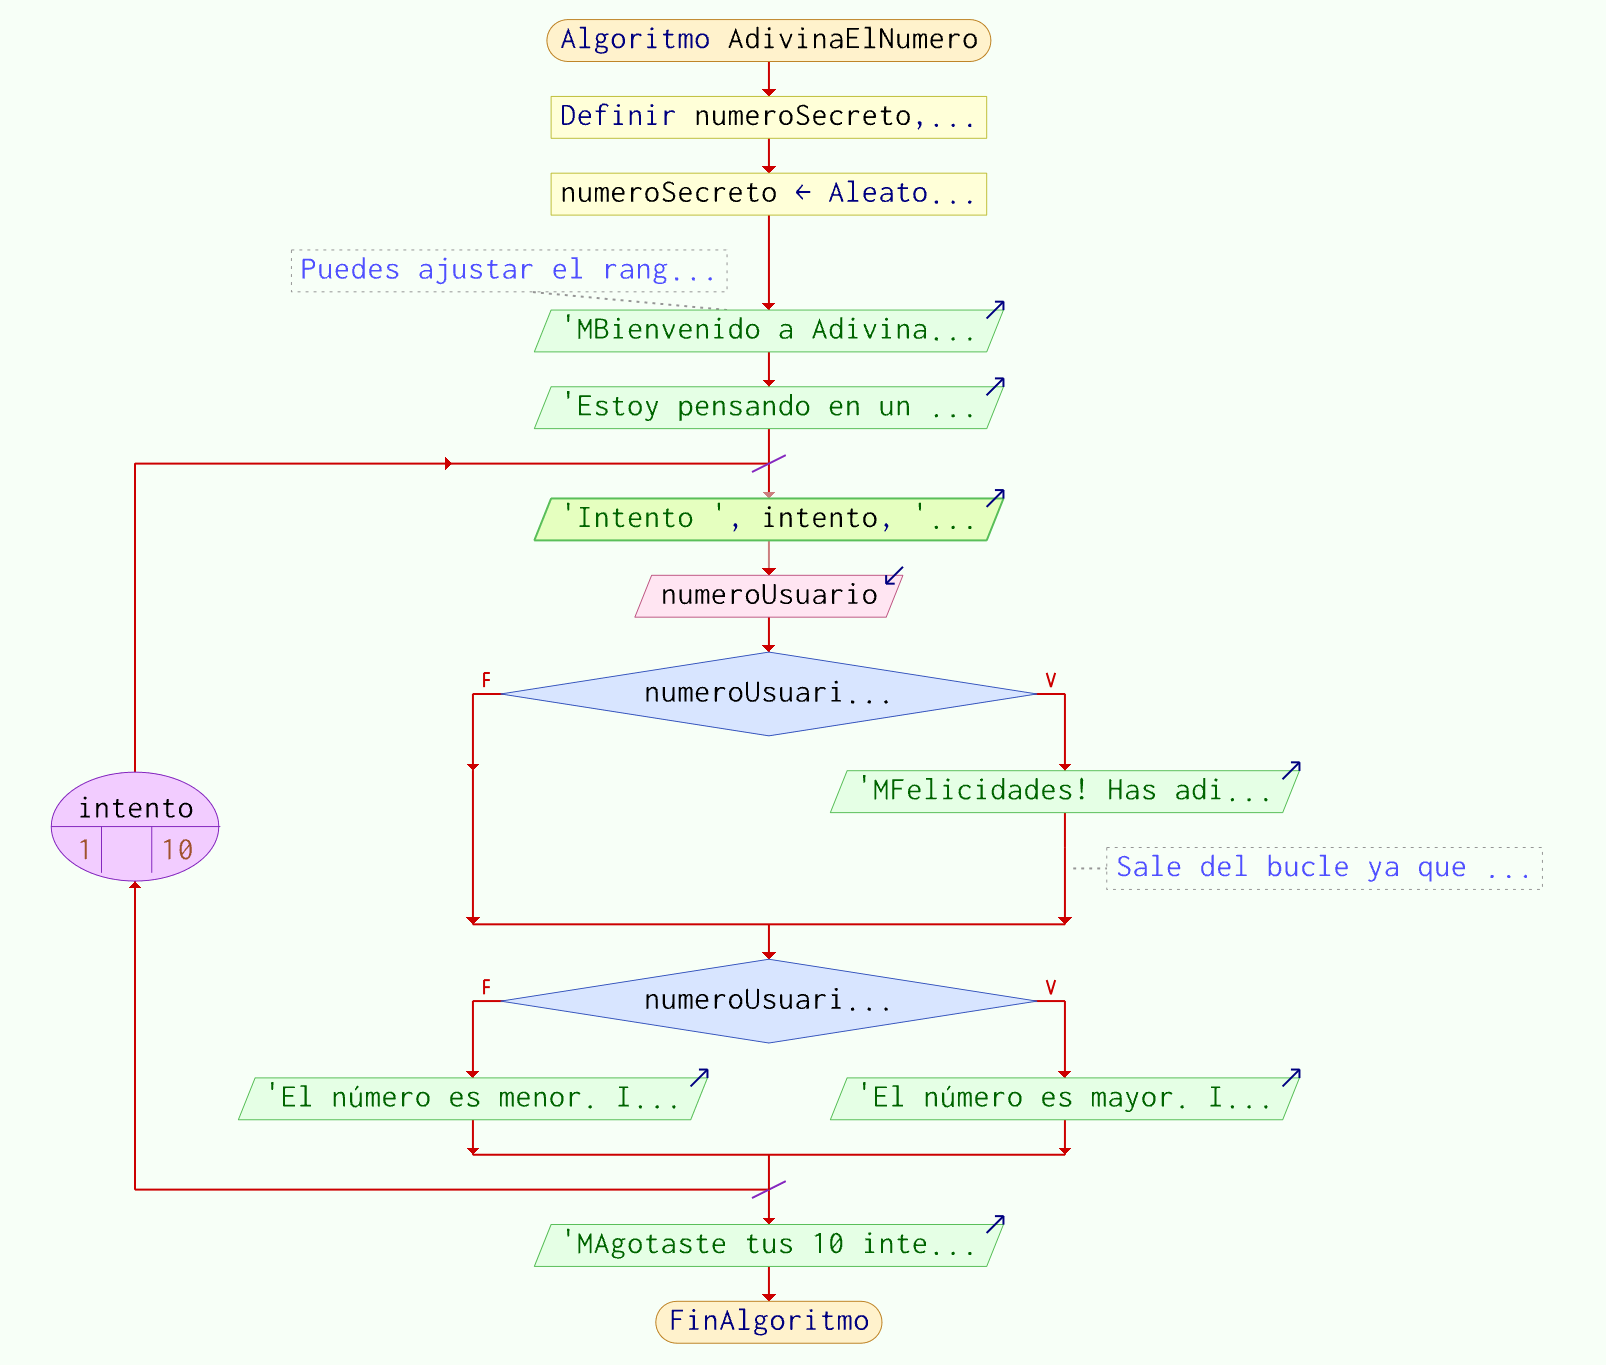 Algoritmo AdivinaElNumero
Definir numeroSecreto,...
numeroSecreto ← Aleato...
Puedes ajustar el rang...
'MBienvenido a Adivina...
'Estoy pensando en un ...
'Intento ', intento, '...
numeroUsuario
F
V
numeroUsuari...
'MFelicidades! Has adi...
intento
1
10
Sale del bucle ya que ...
F
V
numeroUsuari...
'El número es menor. I...
'El número es mayor. I...
'MAgotaste tus 10 inte...
FinAlgoritmo